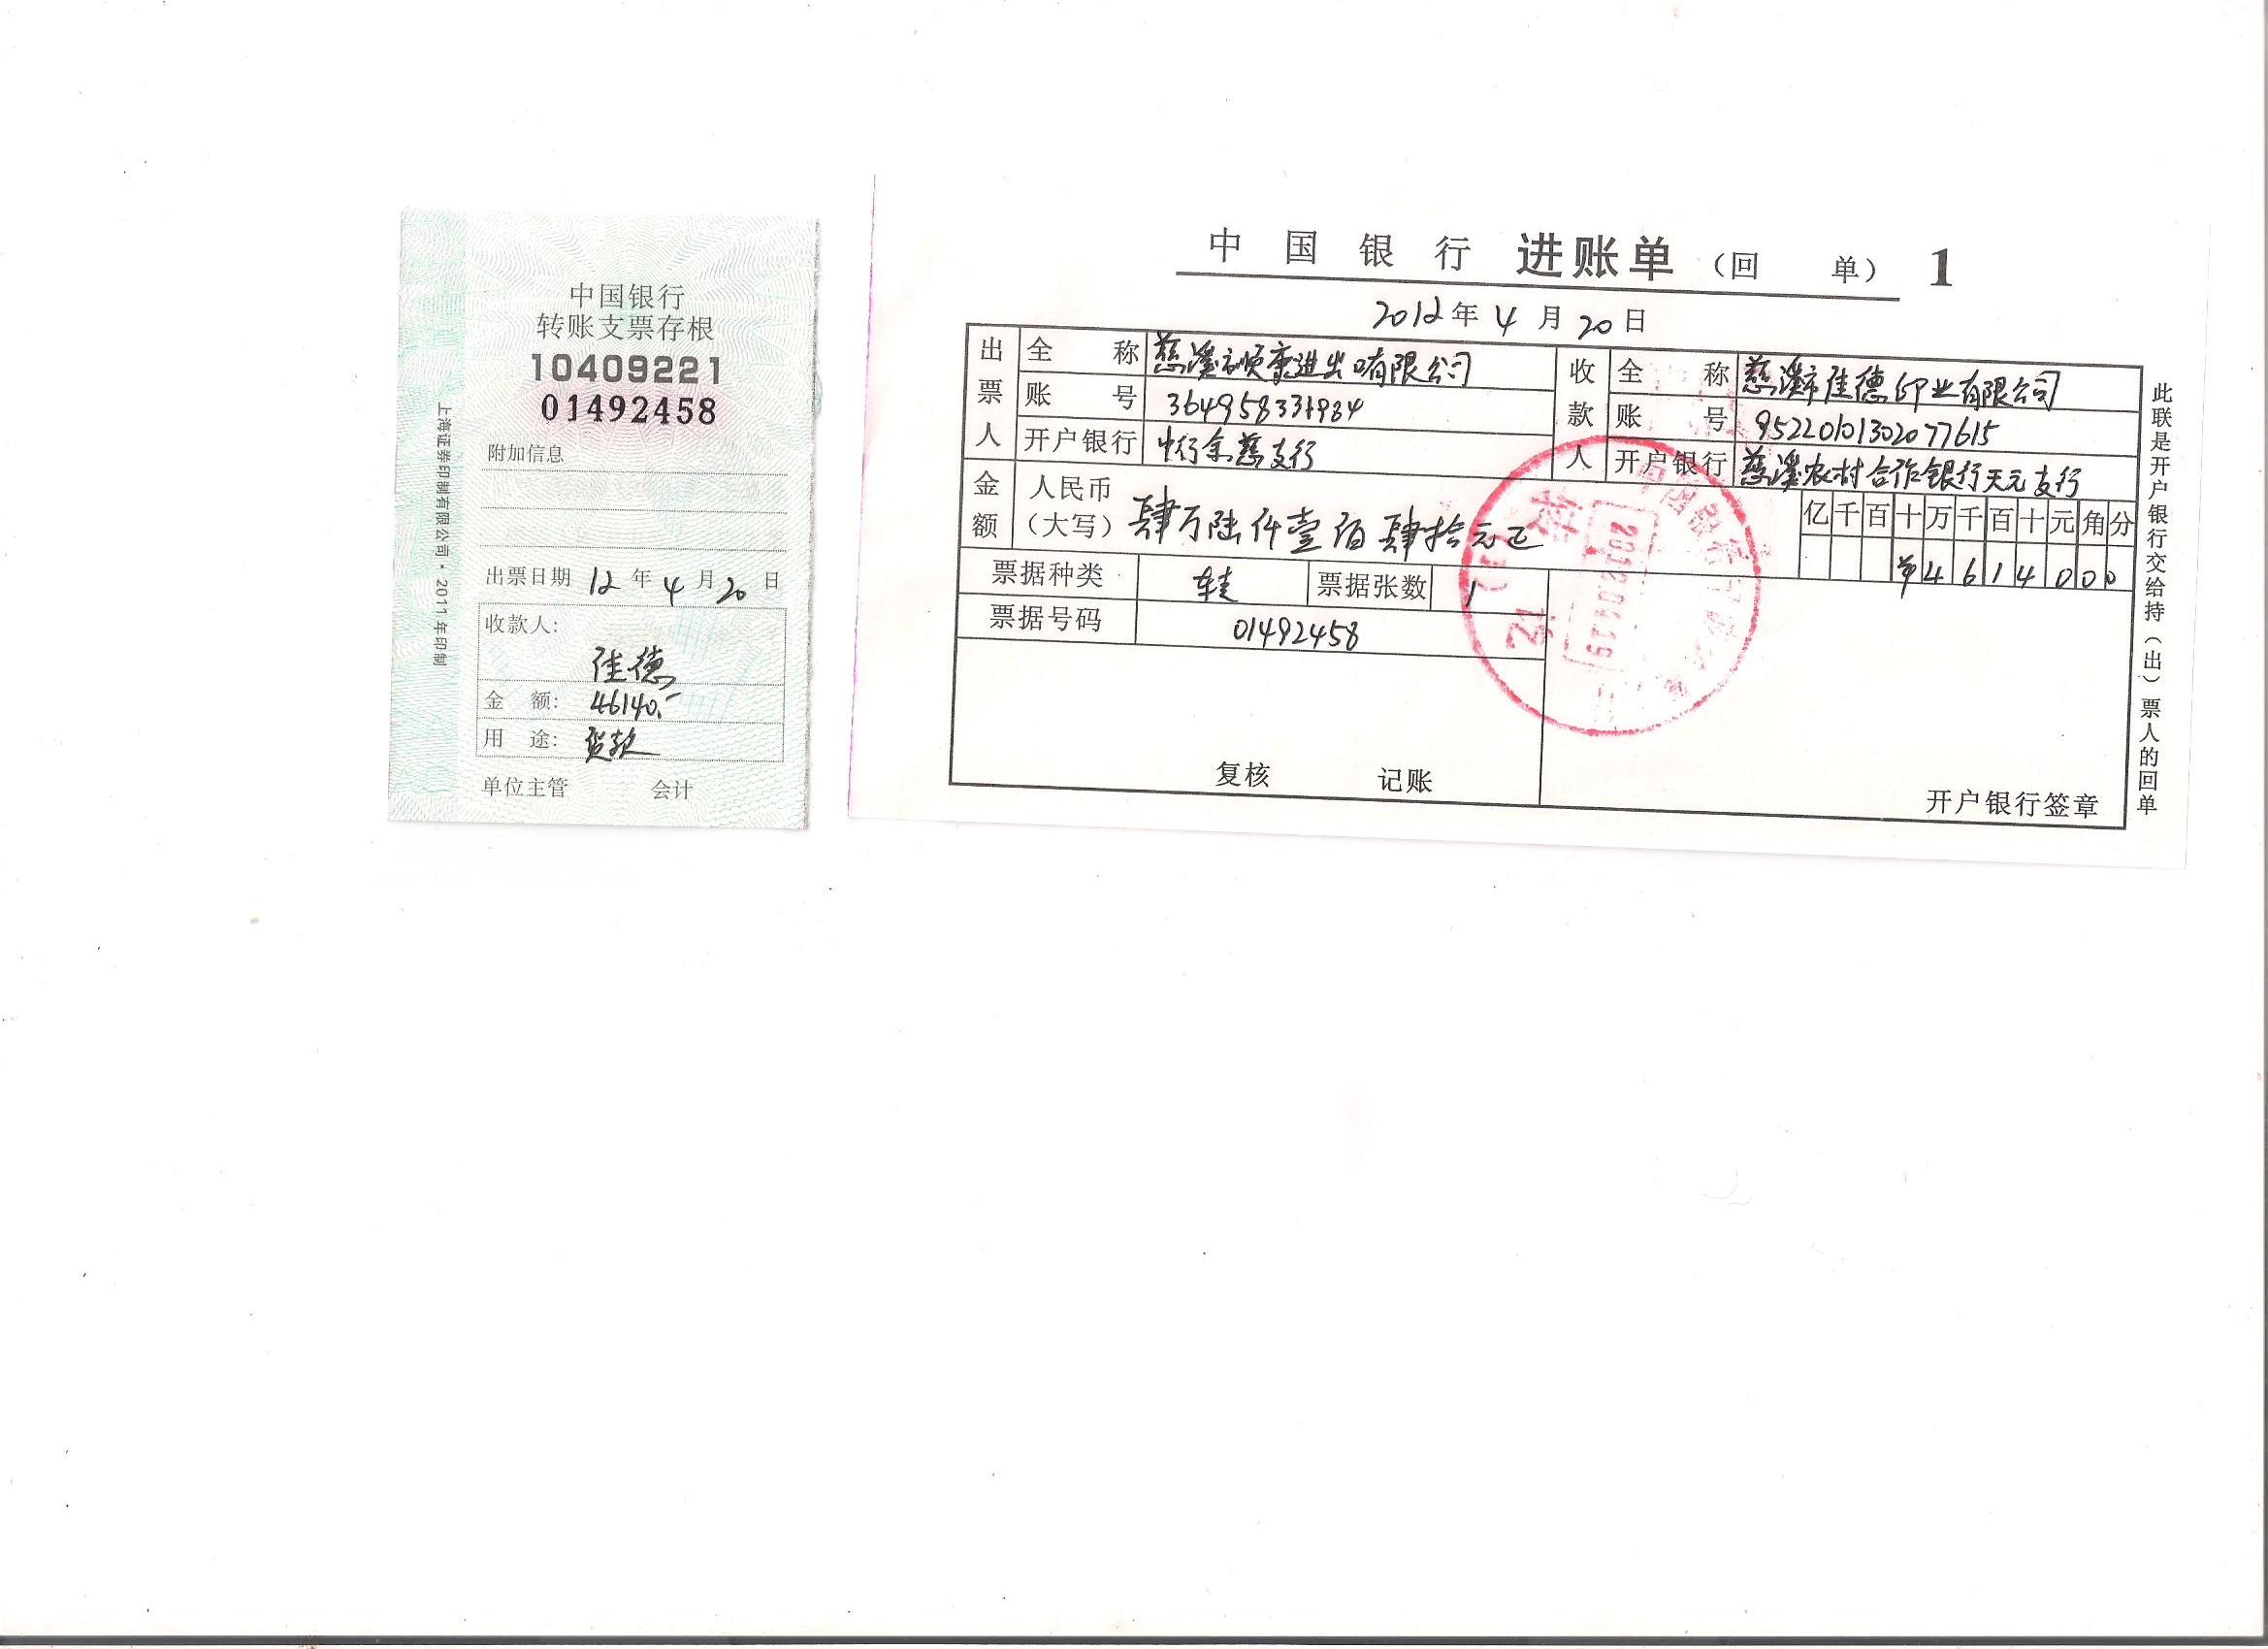 中国银行
转账支票存根
10409221
01492458
附加信息
出票日期 12 年 4 月 20 日
收款人:
佳德
金 额: 46140.-
用 途: 货款
单位主管 会计
上海证券印制有限公司·2011年印制
中 国 银 行 进账单 (回 单) 1
2012年 4 月 20 日
出票人 全称 慈溪市顺康进出口有限公司 收款人 全称 慈溪市佳德印业有限公司
账号 账号 95220101302077615
开户银行 中行余慈支行 开户银行 慈溪农村合作银行天元支行
金额 人民币(大写) 肆万陆仟壹佰肆拾元正 亿千百十万千百十元角分
4 6 1 4 0 0 0
票据种类 转支 票据张数 1
票据号码 01492458
复核 记账
开户银行签章
此联是开户银行交给持(出)票人的回单
2012.04.19